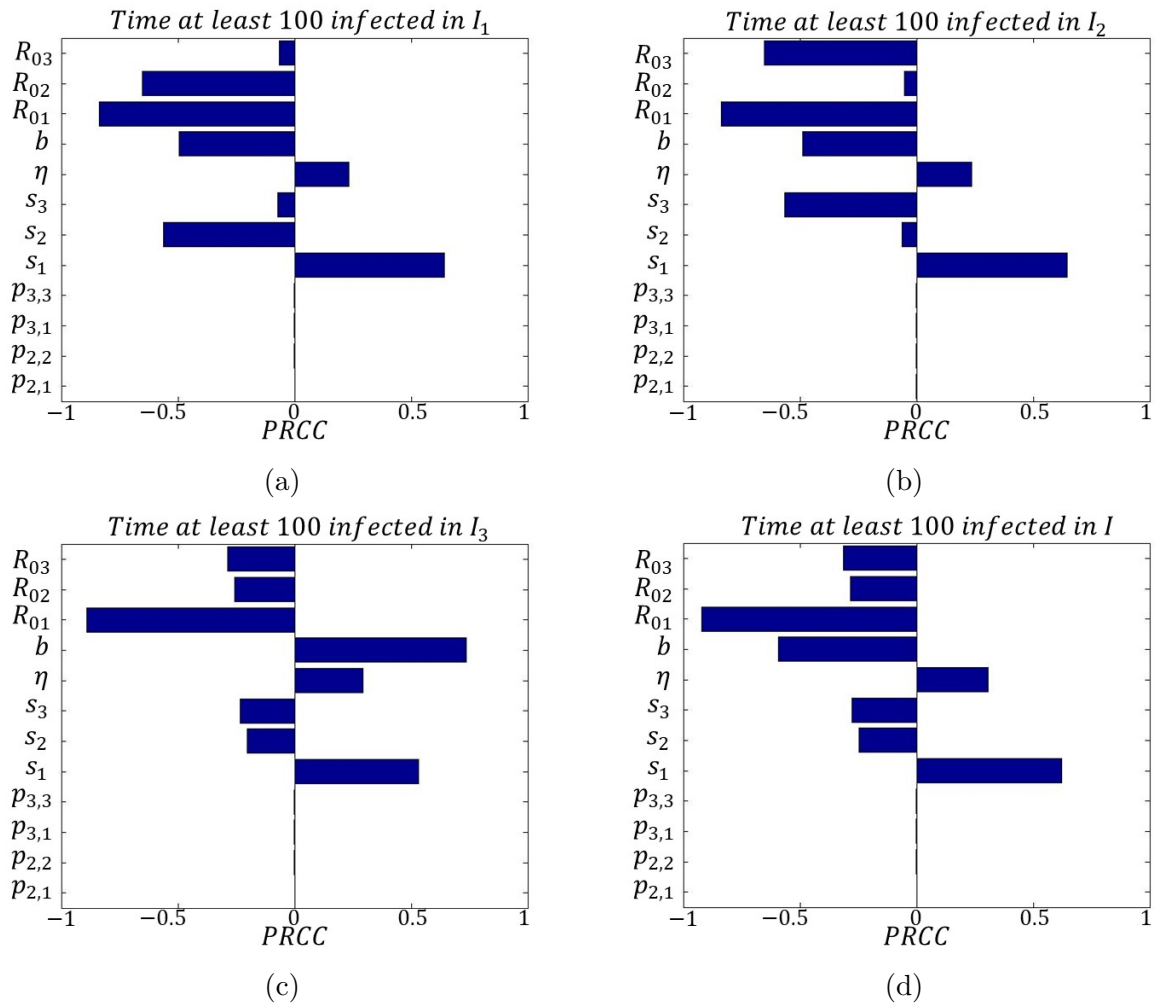 Time at least 100 infected in I₁
R₀₃
R₀₂
R₀₁
b
η
s₃
s₂
s₁
p₃,₃
p₃,₁
p₂,₂
p₂,₁
−1 −0.5 0 0.5 1
PRCC
(a)
Time at least 100 infected in I₂
R₀₃
R₀₂
R₀₁
b
η
s₃
s₂
s₁
p₃,₃
p₃,₁
p₂,₂
p₂,₁
−1 −0.5 0 0.5 1
PRCC
(b)
Time at least 100 infected in I₃
R₀₃
R₀₂
R₀₁
b
η
s₃
s₂
s₁
p₃,₃
p₃,₁
p₂,₂
p₂,₁
−1 −0.5 0 0.5 1
PRCC
(c)
Time at least 100 infected in I
R₀₃
R₀₂
R₀₁
b
η
s₃
s₂
s₁
p₃,₃
p₃,₁
p₂,₂
p₂,₁
−1 −0.5 0 0.5 1
PRCC
(d)